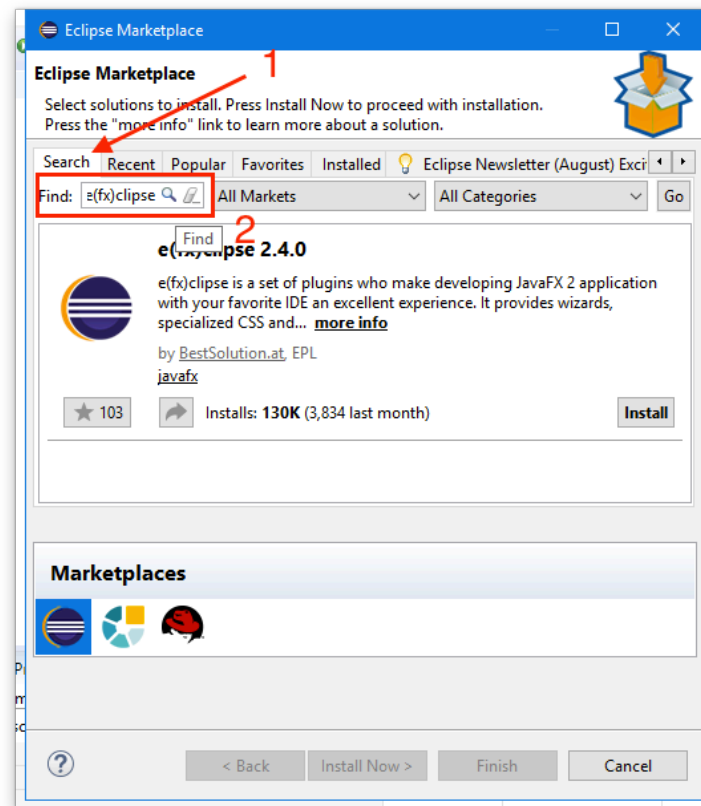 Eclipse Marketplace
Eclipse Marketplace
1
Select solutions to install. Press Install Now to proceed with installation.
Press the "more info" link to learn more about a solution.
Search Recent Popular Favorites Installed Eclipse Newsletter (August) Exci
Find: e(fx)clipse All Markets All Categories Go
Find 2
e(fx)clipse 2.4.0
e(fx)clipse is a set of plugins who make developing JavaFX 2 application
with your favorite IDE an excellent experience. It provides wizards,
specialized CSS and... more info
by BestSolution.at, EPL
javafx
103 Installs: 130K (3,834 last month) Install
Marketplaces
? < Back Install Now > Finish Cancel